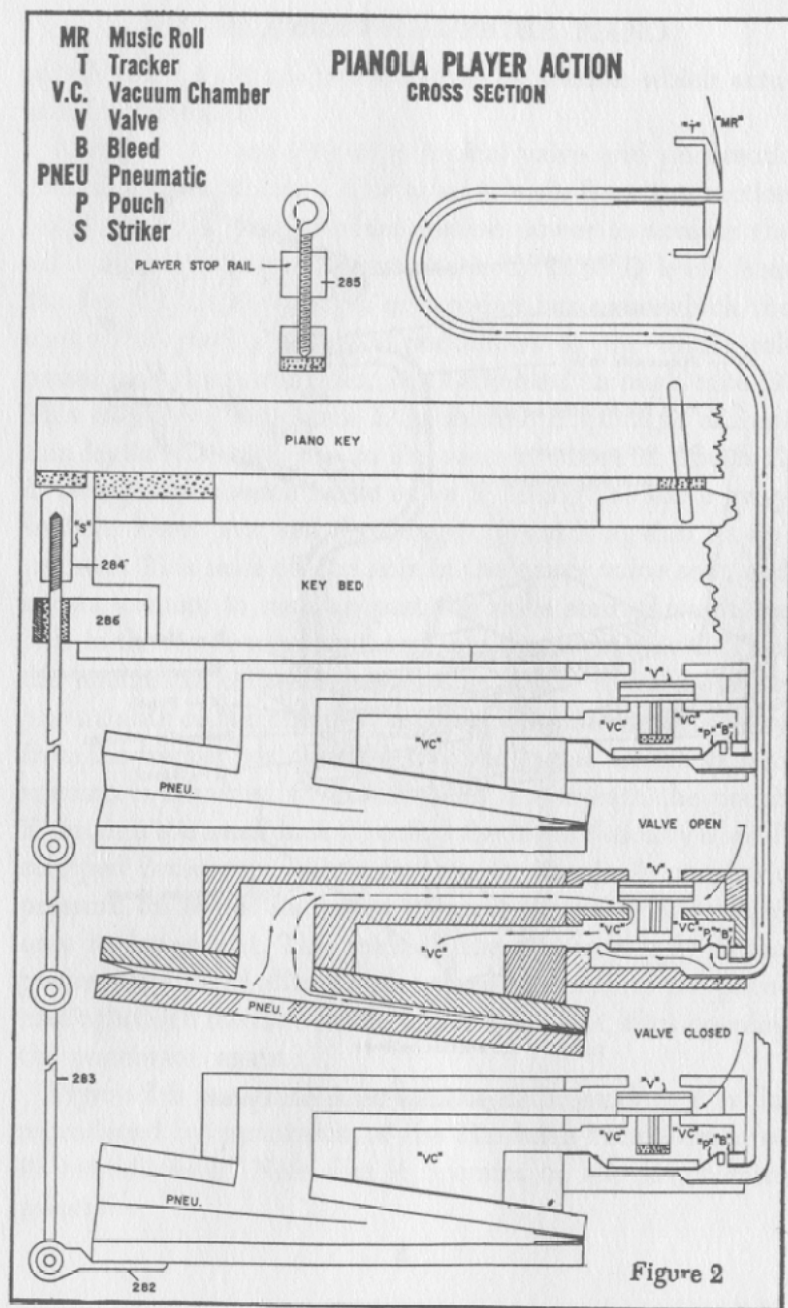 MR Music Roll
T Tracker
V.C. Vacuum Chamber
V Valve
B Bleed
PNEU Pneumatic
P Pouch
S Striker
PIANOLA PLAYER ACTION
CROSS SECTION
"T" "MR"
LAYER STOP RAIL
285
PIANO KEY
"S"
284
KEY BED
286
"V"
"VC" "VC" "P" "B"
"VC"
PNEU.
VALVE OPEN
"V"
"VC" "VC" "VC" "P" "B"
PNEU.
VALVE CLOSED
283
"V"
"VC" "VC" "P" "B"
"VC"
PNEU.
282
Figure 2